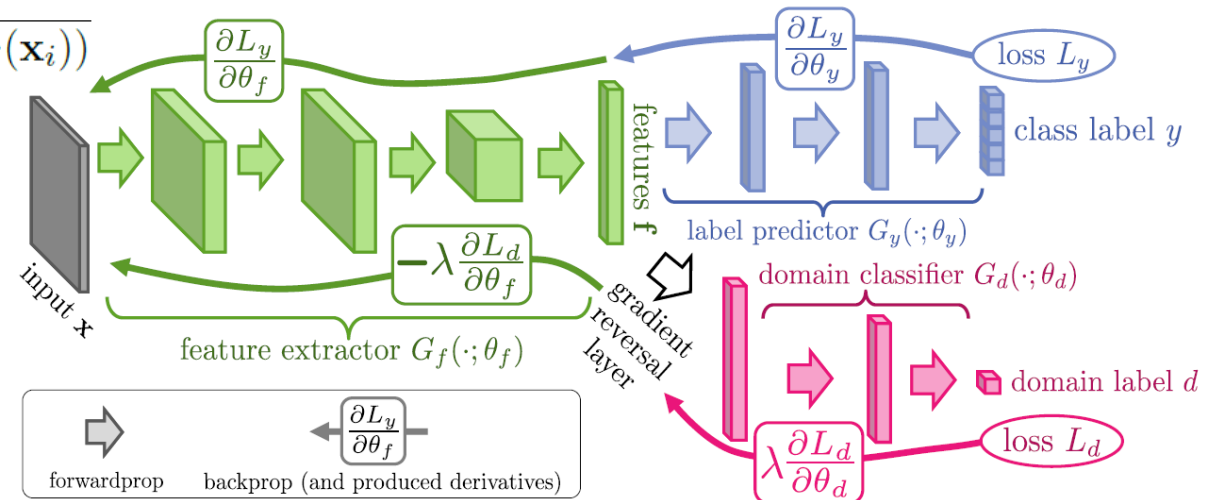 (x_i))
∂L_y/∂θ_f
∂L_y/∂θ_y
loss L_y
features f
class label y
label predictor G_y(·; θ_y)
input x
−λ ∂L_d/∂θ_f
feature extractor G_f(·; θ_f)
gradient
reversal
layer
domain classifier G_d(·; θ_d)
domain label d
λ ∂L_d/∂θ_d
loss L_d
∂L_y/∂θ_f
forwardprop
backprop (and produced derivatives)